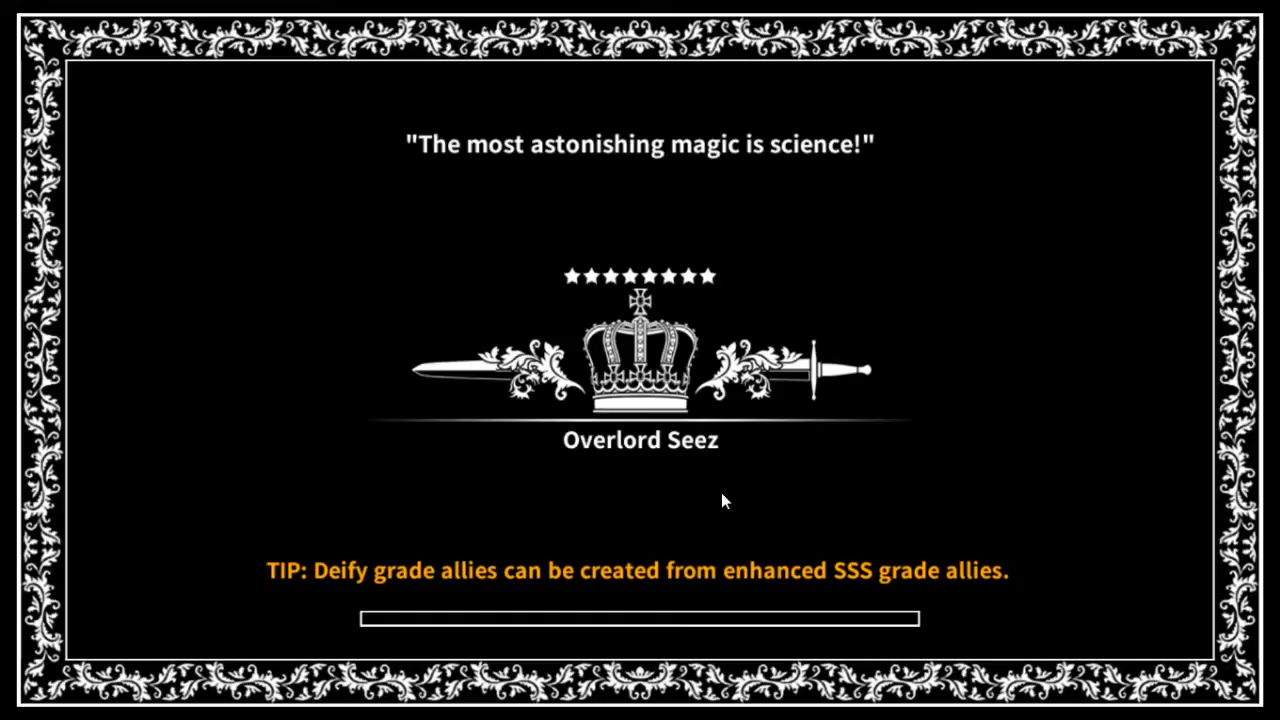 "The most astonishing magic is science!"
Overlord Seez
TIP: Deify grade allies can be created from enhanced SSS grade allies.